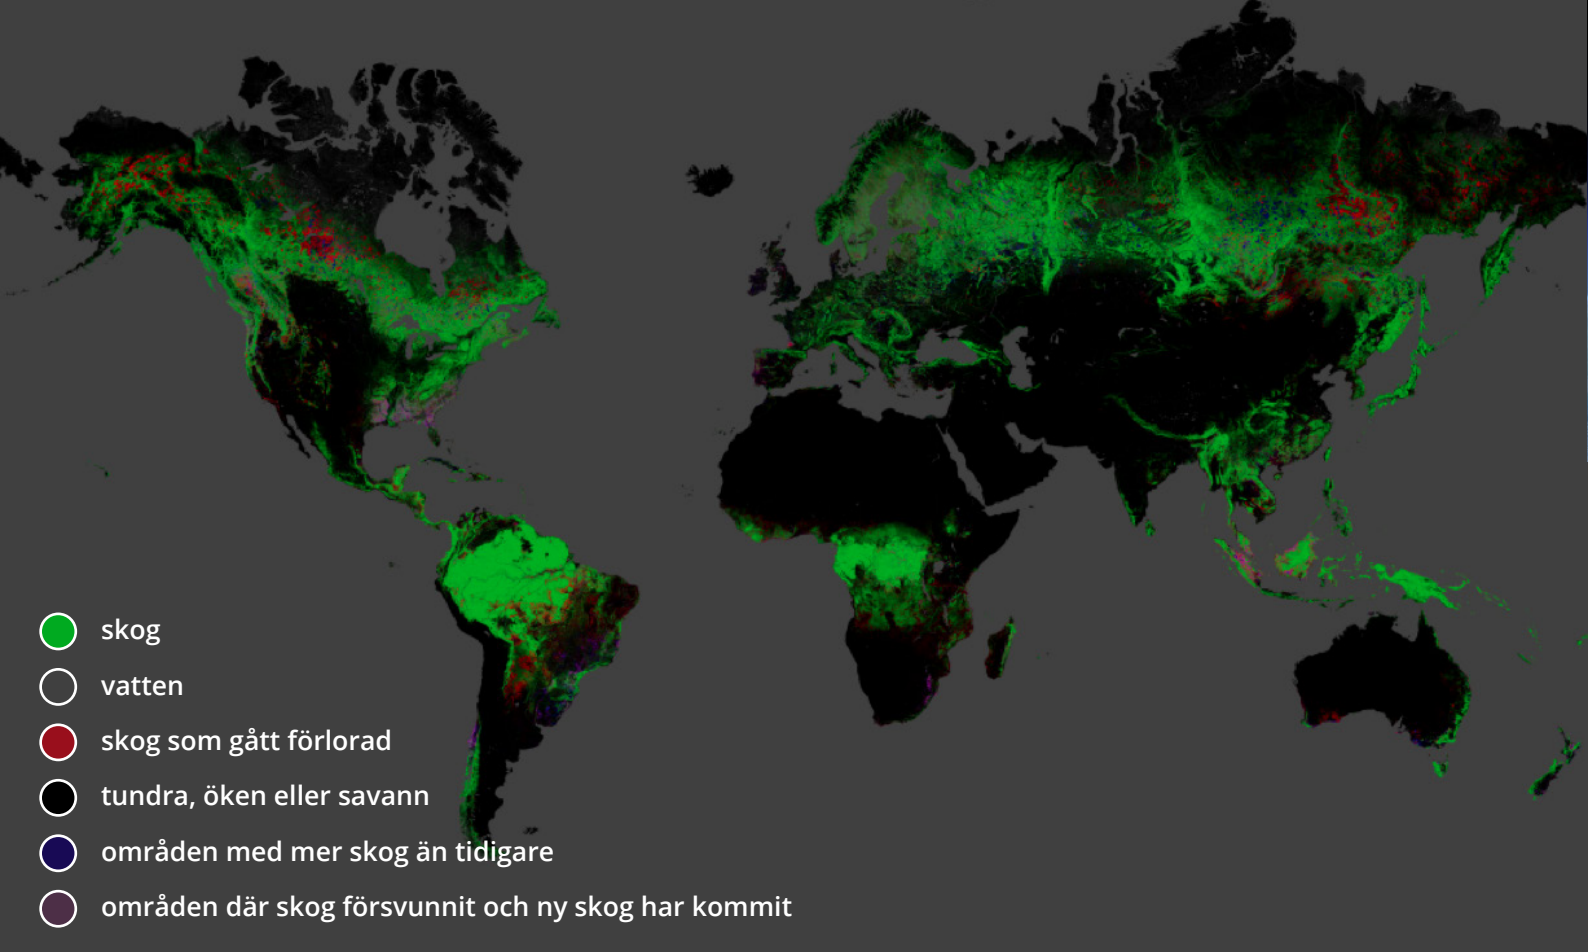 skog
vatten
skog som gått förlorad
tundra, öken eller savann
områden med mer skog än tidigare
områden där skog försvunnit och ny skog har kommit